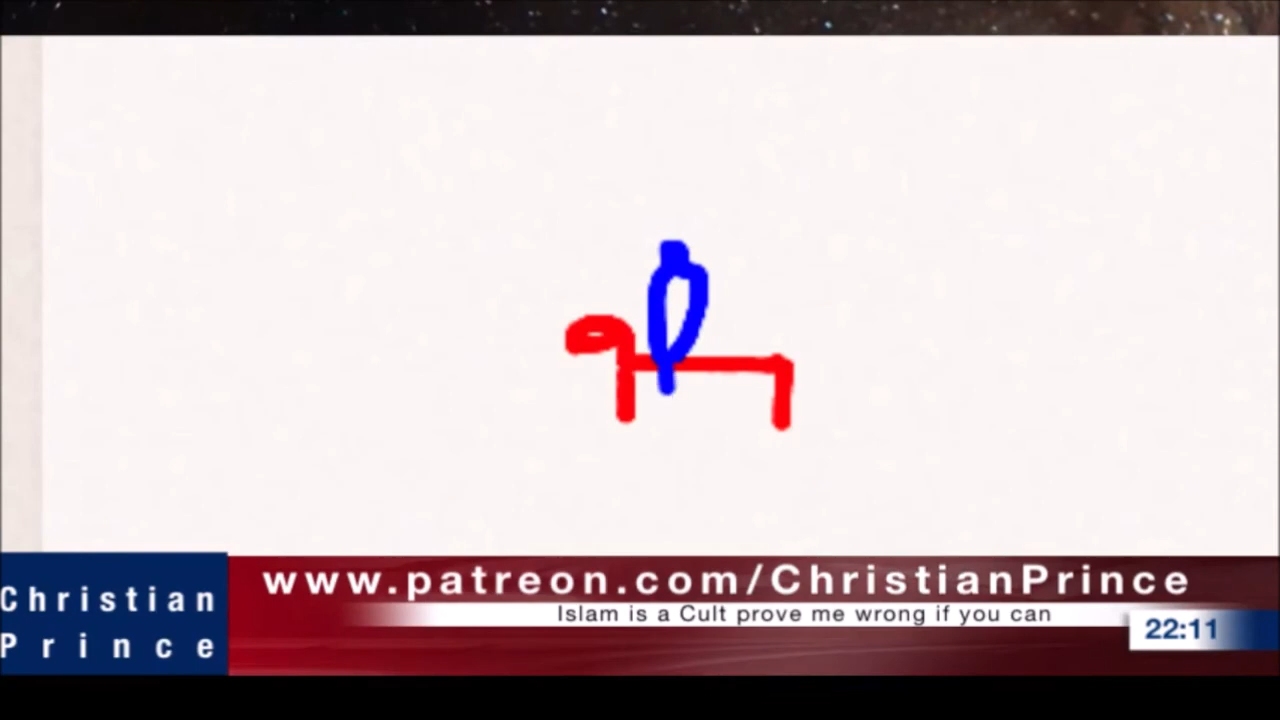 www.patreon.com/ChristianPrince
Christian
Prince
Islam is a Cult prove me wrong if you can
22:11